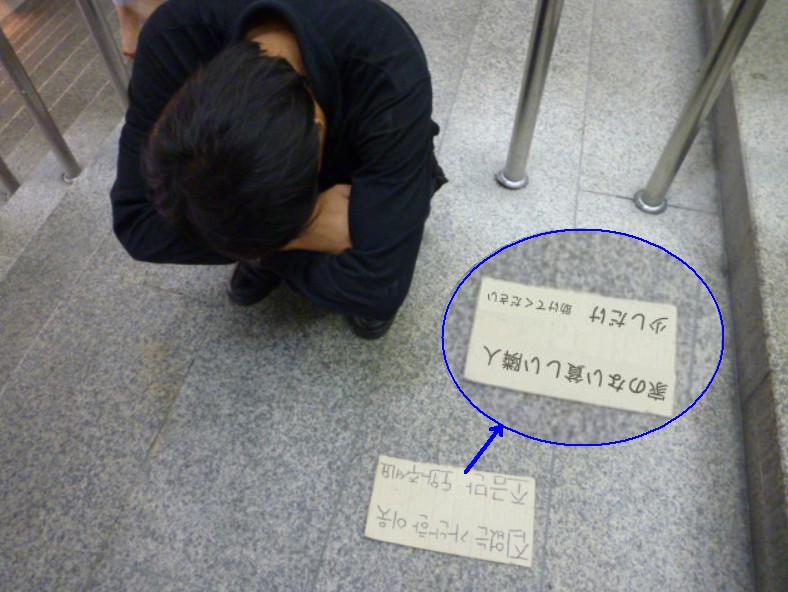 家のない貧しい隣人
少しだけ 助けてください
집없는 가난한 이웃
조금만 도와주세요